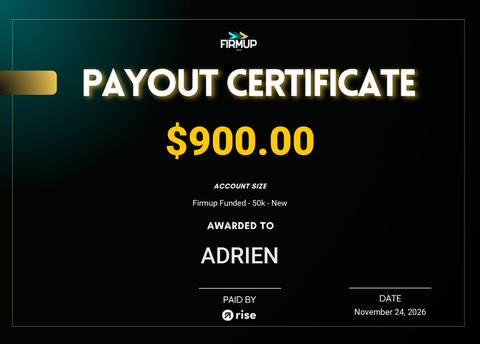 FIRMUP
PAYOUT CERTIFICATE
$900.00
ACCOUNT SIZE
Firmup Funded - 50k - New
AWARDED TO
ADRIEN
PAID BY
rise
DATE
November 24, 2026